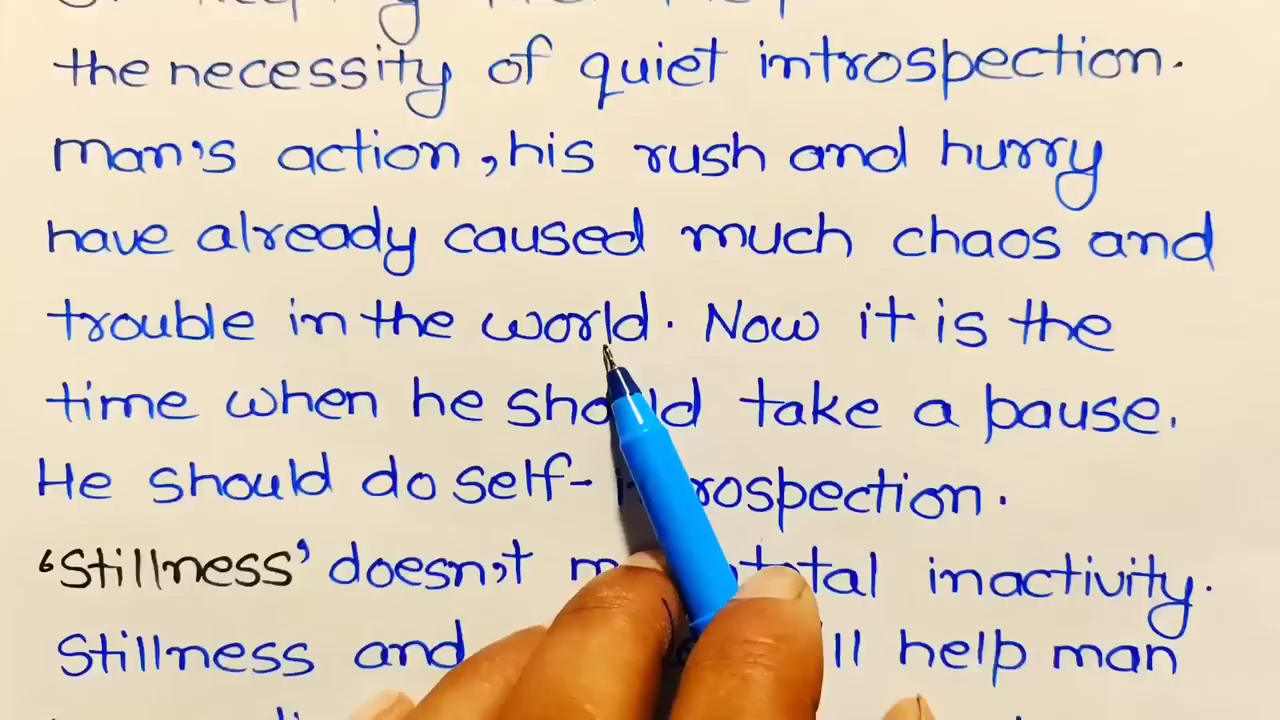 the necessity of quiet introspection.
man's action, his rush and hurry
have already caused much chaos and
trouble in the world. Now it is the
time when he should take a pause.
He should do self-introspection.
'Stillness' doesn't total inactivity.
Stillness and help man